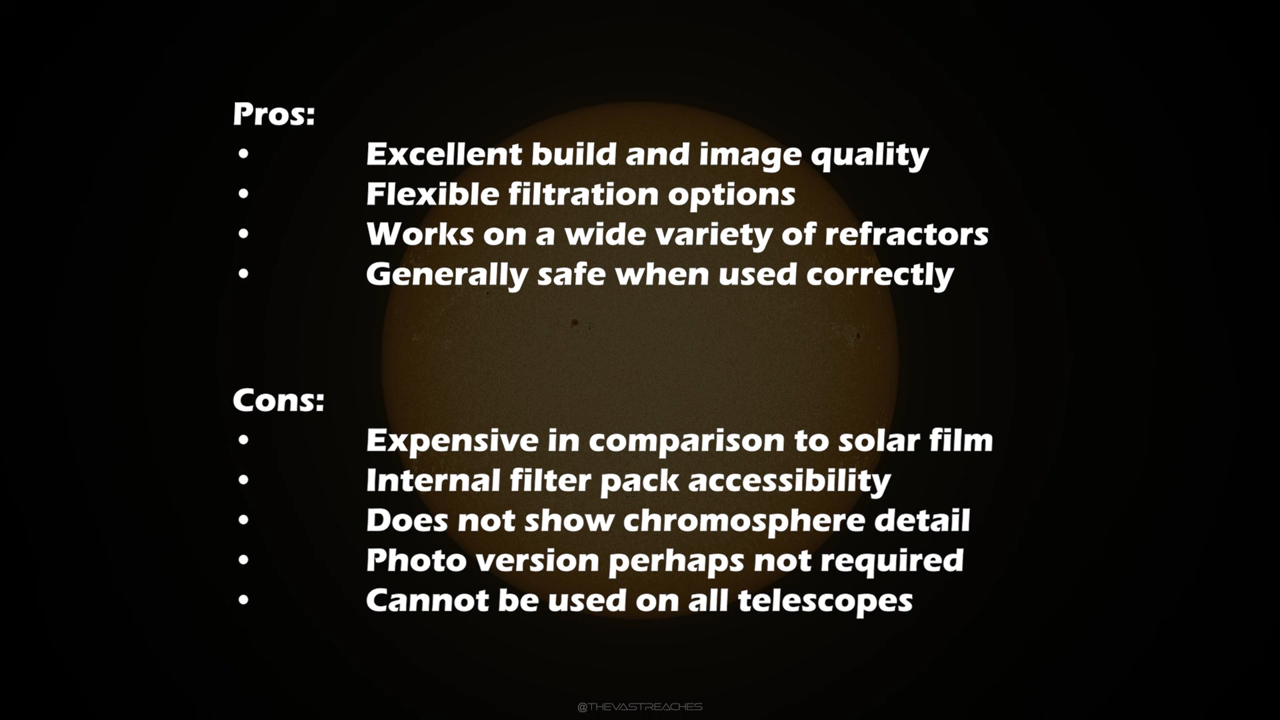 Pros:
• Excellent build and image quality
• Flexible filtration options
• Works on a wide variety of refractors
• Generally safe when used correctly
Cons:
• Expensive in comparison to solar film
• Internal filter pack accessibility
• Does not show chromosphere detail
• Photo version perhaps not required
• Cannot be used on all telescopes
@THEVASTREACHES